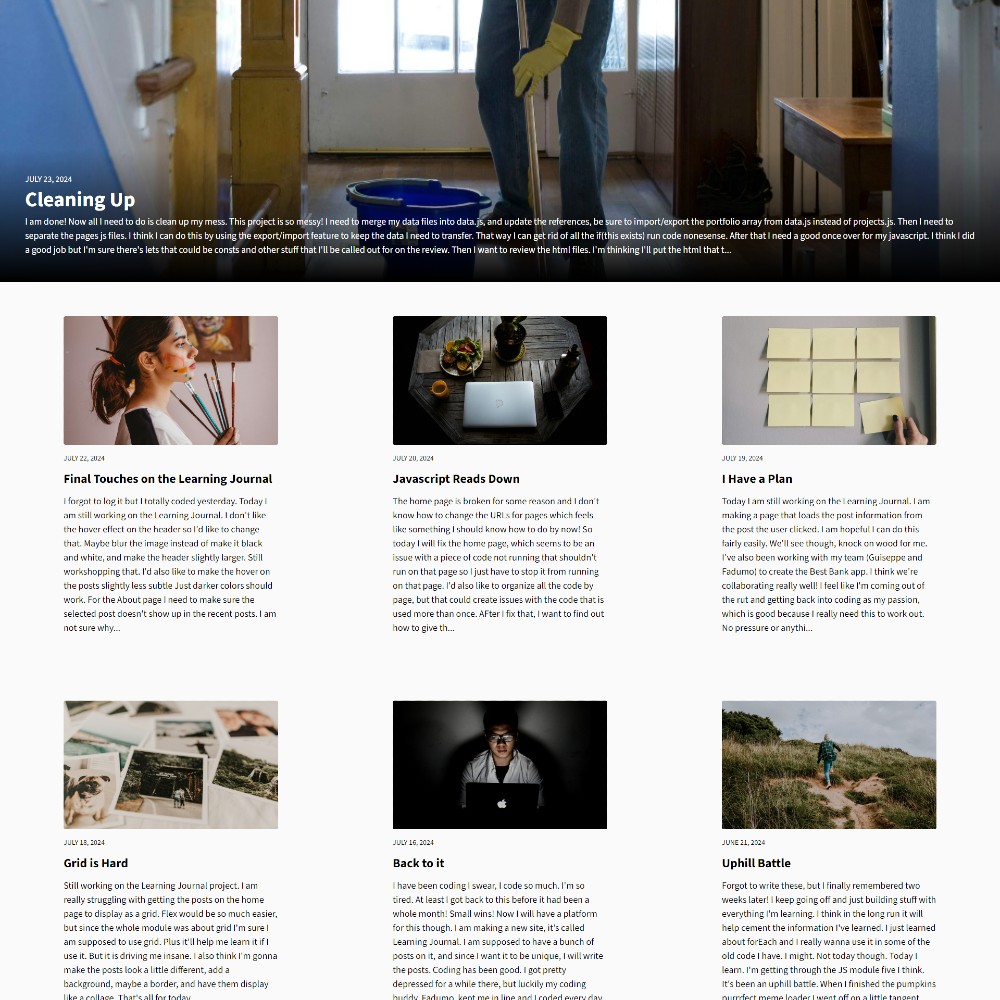 JULY 23, 2024
Cleaning Up
I am done! Now all I need to do is clean up my mess. This project is so messy! I need to merge my data files into data.js, and update the references, be sure to import/export the portfolio array from data.js instead of projects.js. Then I need to
separate the pages js files. I think I can do this by using the export/import feature to keep the data I need to transfer. That way I can get rid of all the if(this exists) run code nonesense. After that I need a good once over for my javascript. I think I did
a good job but I'm sure there's lets that could be consts and other stuff that I'll be called out for on the review. Then I want to review the html files. I'm thinking I'll put the html that t...
JULY 22, 2024
Final Touches on the Learning Journal
I forgot to log it but I totally coded yesterday. Today I
am still working on the Learning Journal. I don't like
the hover effect on the header so I'd like to change
that. Maybe blur the image instead of make it black
and white, and make the header slightly larger. Still
workshopping that. I'd also like to make the hover on
the posts slightly less subtle Just darker colors should
work. For the About page I need to make sure the
selected post doesn't show up in the recent posts. I am
not sure why...
JULY 20, 2024
Javascript Reads Down
The home page is broken for some reason and I don't
know how to change the URLs for pages which feels
like something I should know how to do by now! So
today I will fix the home page, which seems to be an
issue with a piece of code not running that shouldn't
run on that page so I just have to stop it from running
on that page. I'd also like to organize all the code by
page, but that could create issues with the code that is
used more than once. AFter I fix that, I want to find out
how to give th...
JULY 19, 2024
I Have a Plan
Today I am still working on the Learning Journal. I am
making a page that loads the post information from
the post the user clicked. I am hopeful I can do this
fairly easily. We'll see though, knock on wood for me.
I've also been working with my team (Guiseppe and
Fadumo) to create the Best Bank app. I think we're
collaborating really well! I feel like I'm coming out of
the rut and getting back into coding as my passion,
which is good because I really need this to work out.
No pressure or anythi...
JULY 18, 2024
Grid is Hard
Still working on the Learning Journal project. I am
really struggling with getting the posts on the home
page to display as a grid. Flex would be so much easier,
but since the whole module was about grid I'm sure I
am supposed to use grid. Plus it'll help me learn it if I
use it. But it is driving me insane. I also think I'm gonna
make the posts look a little different, add a
background, maybe a border, and have them display
like a collage. That's all for today.
JULY 16, 2024
Back to it
I have been coding I swear, I code so much. I'm so
tired. At least I got back to this before it had been a
whole month! Small wins! Now I will have a platform
for this though. I am making a new site, it's called
Learning Journal. I am supposed to have a bunch of
posts on it, and since I want it to be unique, I will write
the posts. Coding has been good. I got pretty
depressed for a while there, but luckily my coding
buddy, Fadumo, kept me in line and I coded every day
JUNE 21, 2024
Uphill Battle
Forgot to write these, but I finally remembered two
weeks later! I keep going off and just building stuff with
everything I'm learning. I think in the long run it will
help cement the information I've learned. I just learned
about forEach and I really wanna use it in some of the
old code I have. I might. Not today though. Today I
learn. I'm getting through the JS module five I think.
It's been an uphill battle. When I finished the pumpkins
purrrfect meme loader I went off on a little tangent